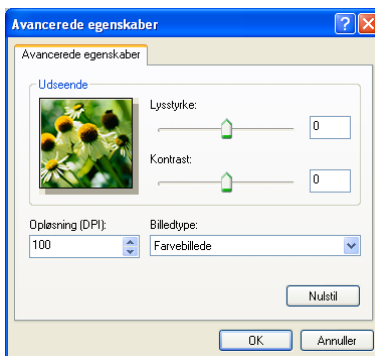 Avancerede egenskaber
Avancerede egenskaber
Udseende
Lysstyrke:
0
Kontrast:
0
Opløsning (DPI):
100
Billedtype:
Farvebillede
Nulstil
OK
Annuller